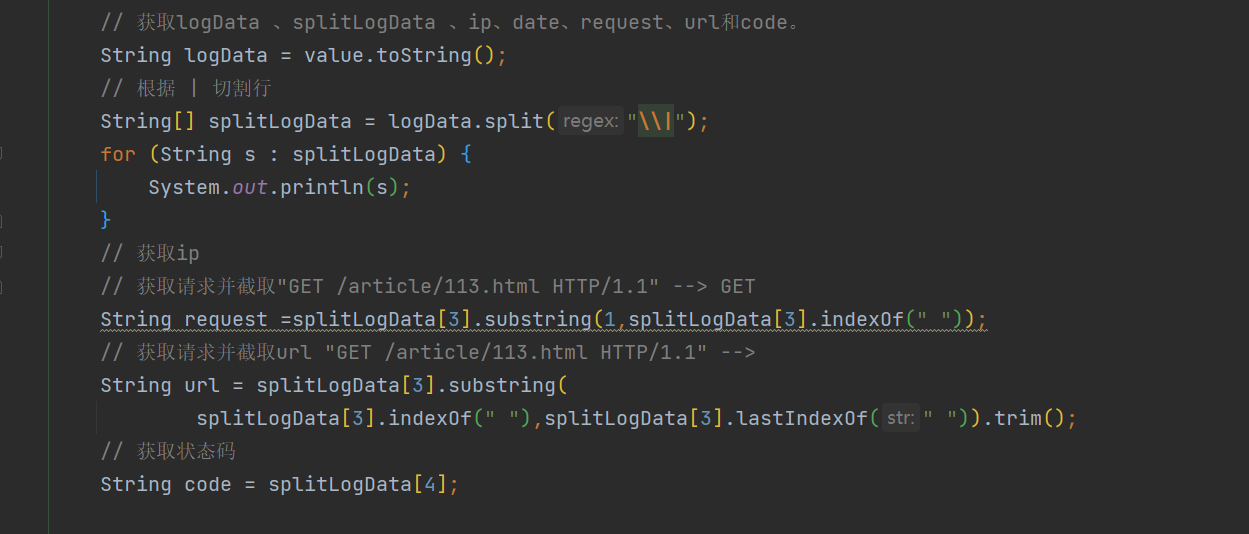 // 获取logData 、splitLogData 、ip、date、request、url和code。
String logData = value.toString();
// 根据 | 切割行
String[] splitLogData = logData.split( regex: "\\|");
for (String s : splitLogData) {
System.out.println(s);
}
// 获取ip
// 获取请求并截取"GET /article/113.html HTTP/1.1" --> GET
String request =splitLogData[3].substring(1,splitLogData[3].indexOf(" "));
// 获取请求并截取url "GET /article/113.html HTTP/1.1" -->
String url = splitLogData[3].substring(
splitLogData[3].indexOf(" "),splitLogData[3].lastIndexOf( str: " ")).trim();
// 获取状态码
String code = splitLogData[4];